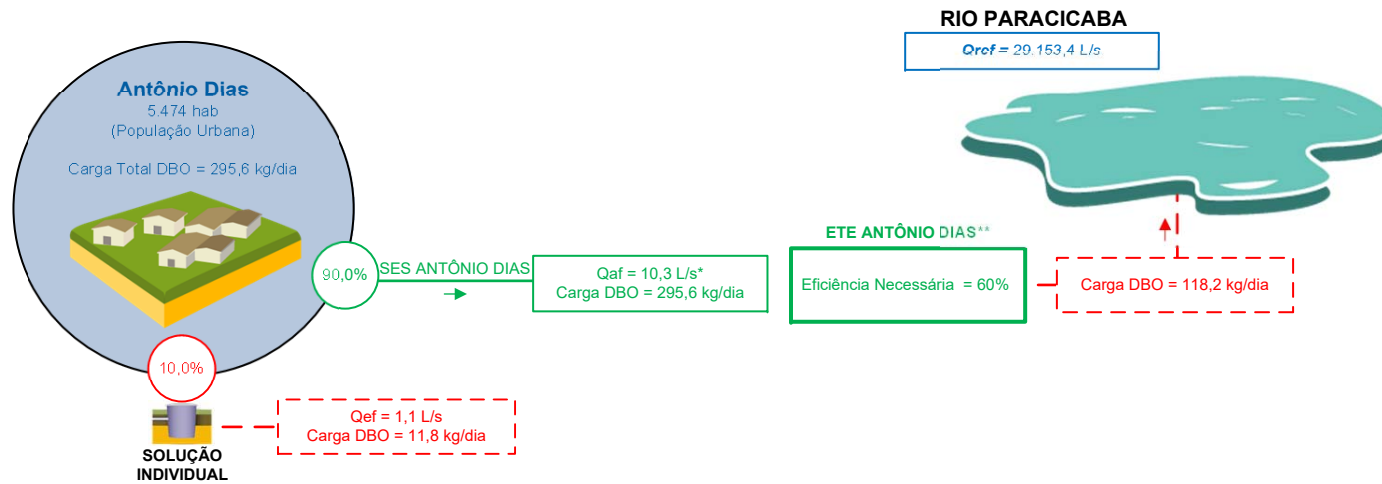 RIO PARACICABA
Qref = 29.153,4 L/s
Antônio Dias
5.474 hab
(População Urbana)
Carga Total DBO = 295,6 kg/dia
90,0%
SES ANTÔNIO DIAS
Qaf = 10,3 L/s*
Carga DBO = 295,6 kg/dia
ETE ANTÔNIO DIAS**
Eficiência Necessária = 60%
Carga DBO = 118,2 kg/dia
10,0%
SOLUÇÃO
INDIVIDUAL
Qef = 1,1 L/s
Carga DBO = 11,8 kg/dia